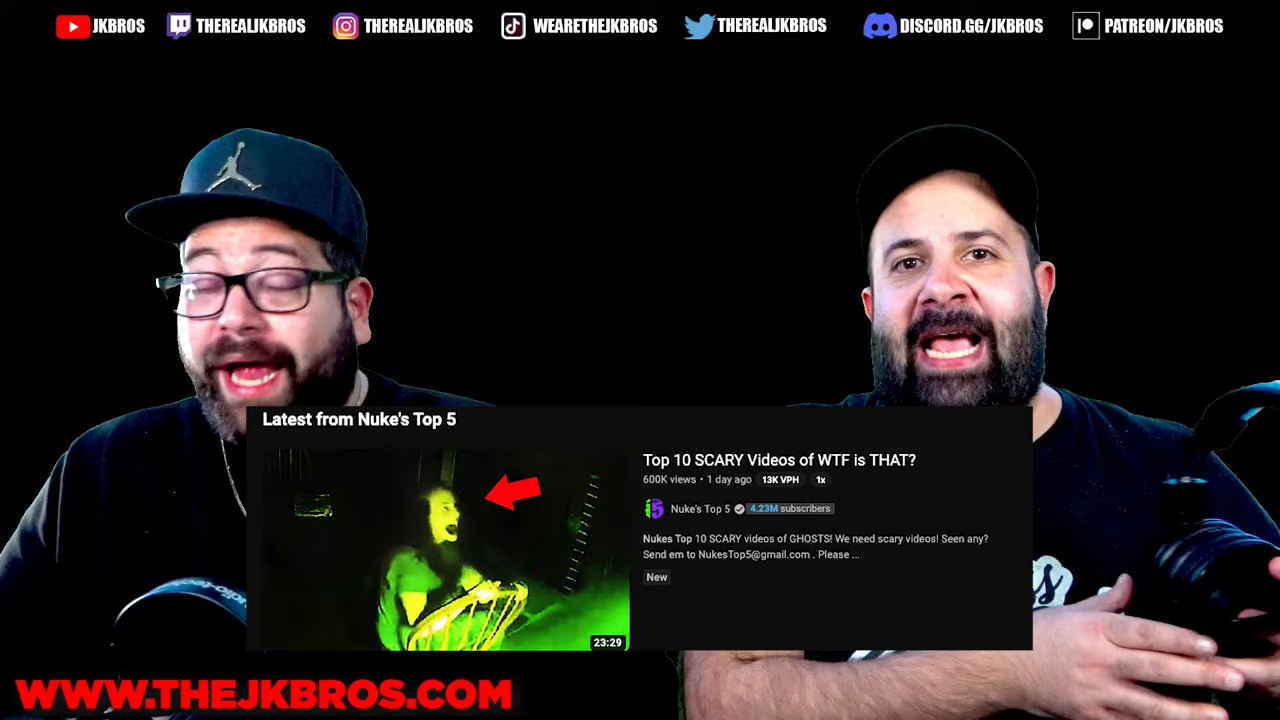 JKBROS THEREALJKBROS THEREALJKBROS WEARETHEJKBROS THEREALJKBROS DISCORD.GG/JKBROS PATREON/JKBROS
Latest from Nuke's Top 5
Top 10 SCARY Videos of WTF is THAT?
600K views • 1 day ago 13K VPH 1x
Nuke's Top 5 4.23M subscribers
Nukes Top 10 SCARY videos of GHOSTS! We need scary videos! Seen any?
Send em to NukesTop5@gmail.com . Please ...
New
23:29
WWW.THEJKBROS.COM